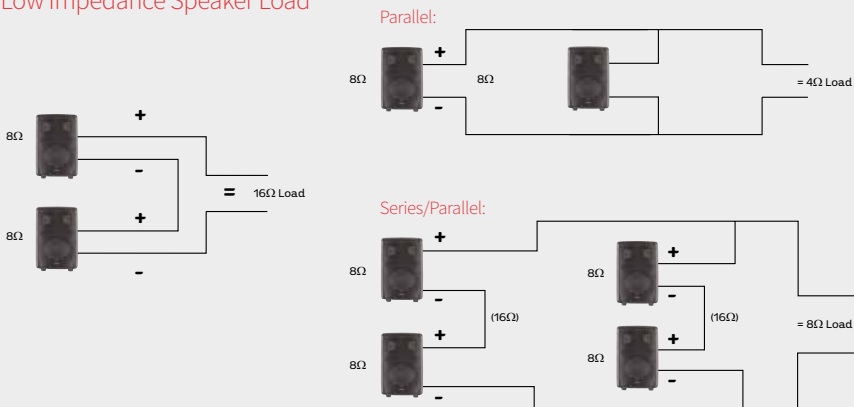 Low Impedance Speaker Load
8Ω
+
-
8Ω
+
-
= 16Ω Load
Parallel:
8Ω
+
-
8Ω
= 4Ω Load
Series/Parallel:
8Ω
+
-
(16Ω)
8Ω
+
-
8Ω
+
-
(16Ω)
8Ω
+
-
= 8Ω Load